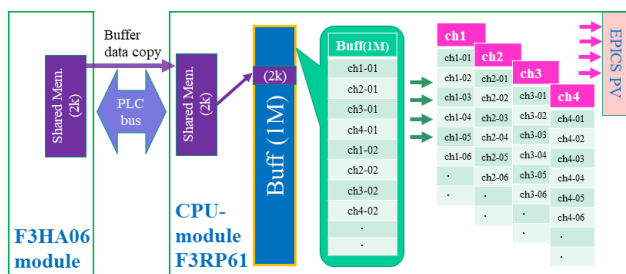 Buffer
data copy
Shared Mem.
(2k)
PLC
bus
Shared Mem.
(2k)
F3HA06
module
CPU-
module
F3RP61
(2k)
Buff (1M)
Buff(1M)
ch1-01
ch2-01
ch3-01
ch4-01
ch1-02
ch2-02
ch3-02
ch4-02
.
.
ch1
ch1-01
ch1-02
ch1-03
ch1-04
ch1-05
ch1-06
.
.
ch2
ch2-01
ch2-02
ch2-03
ch2-04
ch2-05
ch2-06
.
.
ch3
ch3-01
ch3-02
ch3-03
ch3-04
ch3-05
ch3-06
.
.
ch4
ch4-01
ch4-02
ch4-03
ch4-04
ch4-05
ch4-06
.
.
EPICS PV